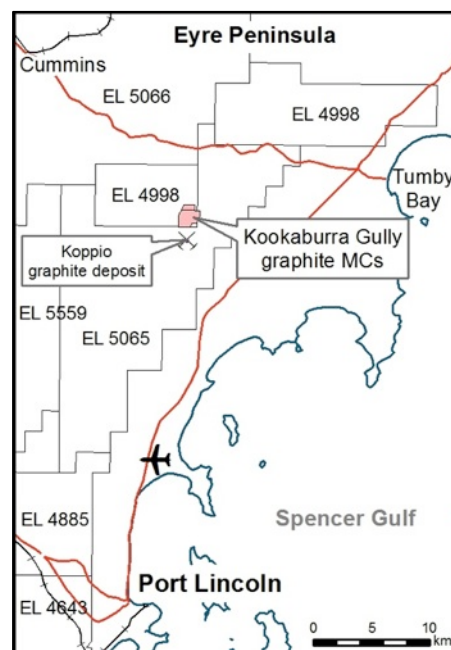 Eyre Peninsula
Cummins
EL 5066
EL 4998
EL 4998
Tumby
Bay
Kookaburra Gully
graphite MCs
Koppio
graphite deposit
EL 5559
EL 5065
EL 4885
Spencer Gulf
Port Lincoln
EL 4643
0 5 10
km